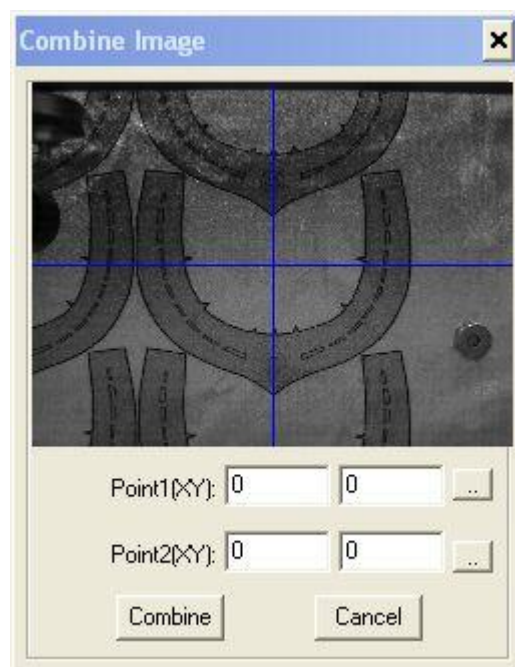 Combine Image
Point1(XY): 0 0 ..
Point2(XY): 0 0 ..
Combine Cancel